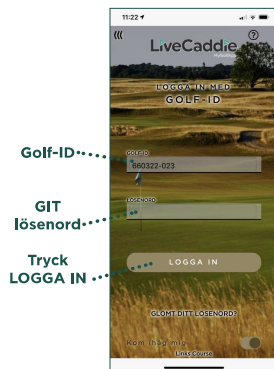 11:22
LiveCaddie
LOGGA IN MED
GOLF-ID
Golf-ID
GOLF-ID
660322-023
GIT
lösenord
LÖSENORD
Tryck
LOGGA IN
LOGGA IN
GLÖMT DITT LÖSENORD?
Kom ihåg mig
Links Course